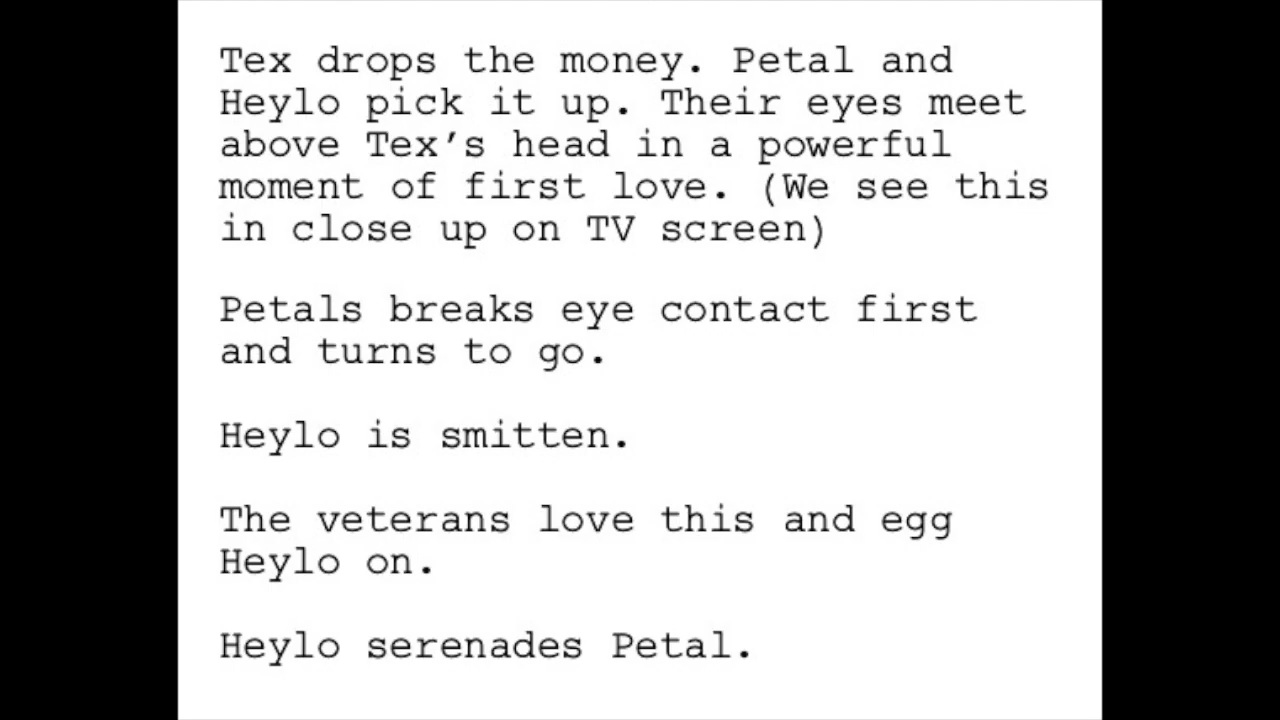 Tex drops the money. Petal and
Heylo pick it up. Their eyes meet
above Tex’s head in a powerful
moment of first love. (We see this
in close up on TV screen)
Petals breaks eye contact first
and turns to go.
Heylo is smitten.
The veterans love this and egg
Heylo on.
Heylo serenades Petal.